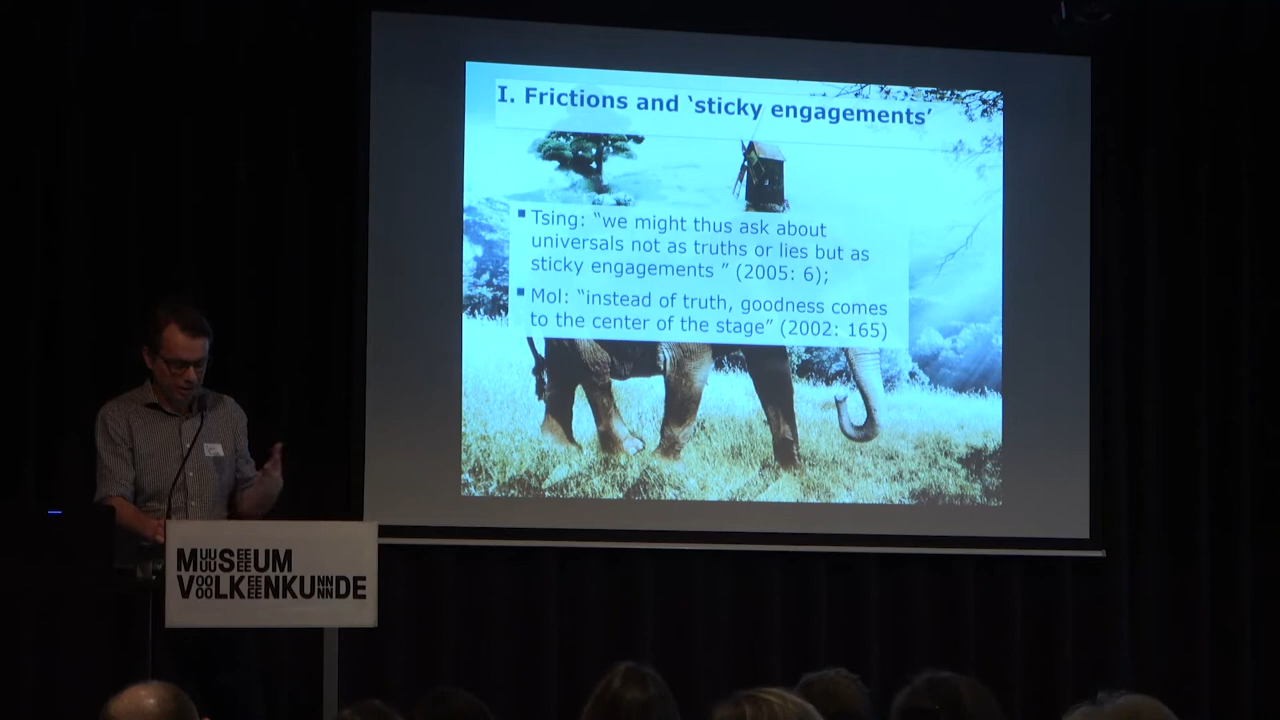 I. Frictions and ‘sticky engagements’
▪ Tsing: “we might thus ask about
universals not as truths or lies but as
sticky engagements ” (2005: 6);
▪ Mol: “instead of truth, goodness comes
to the center of the stage” (2002: 165)
MUSEUM
VOLKENKUNDE